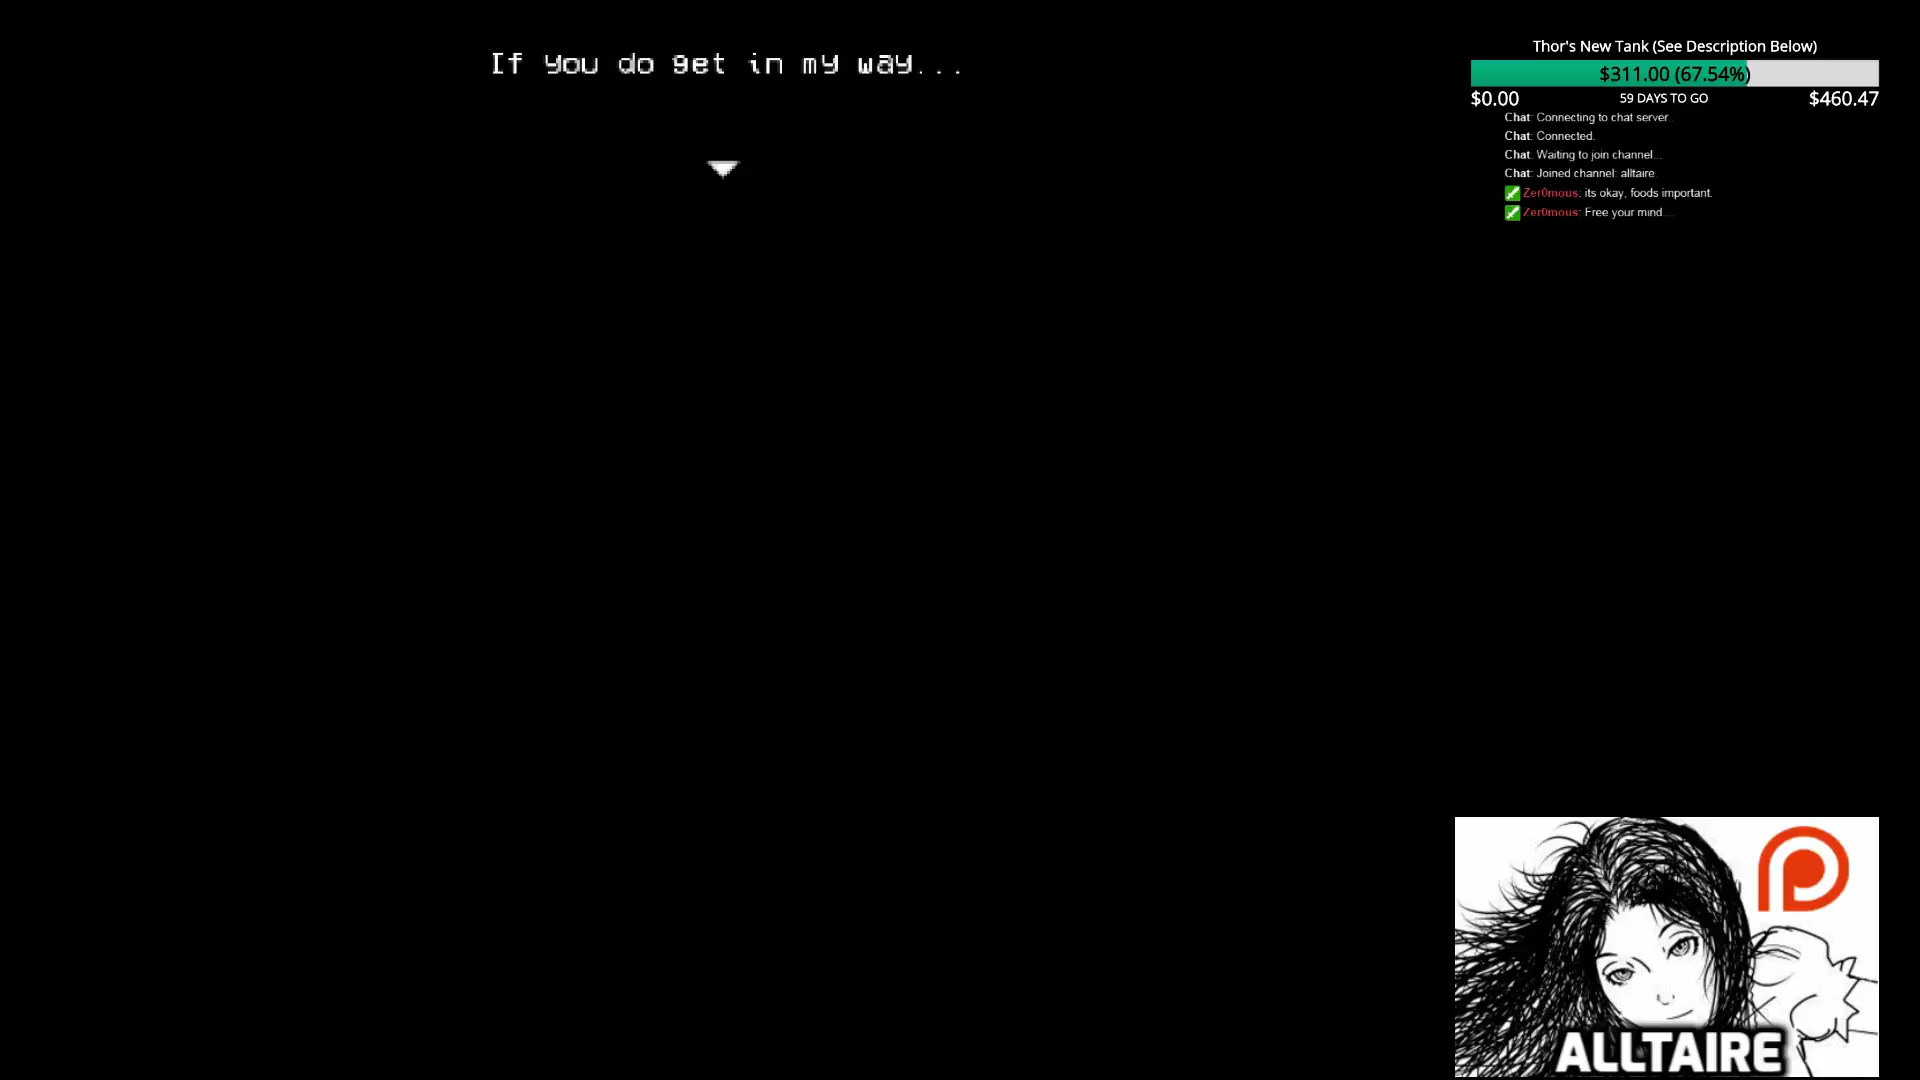 If you do get in my way...
Thor's New Tank (See Description Below)
$311.00 (67.54%)
$0.00 59 DAYS TO GO $460.47
Chat: Connecting to chat server..
Chat: Connected.
Chat: Waiting to join channel...
Chat: Joined channel: alltaire.
Zer0mous: its okay, foods important.
Zer0mous: Free your mind....
ALLTAIRE